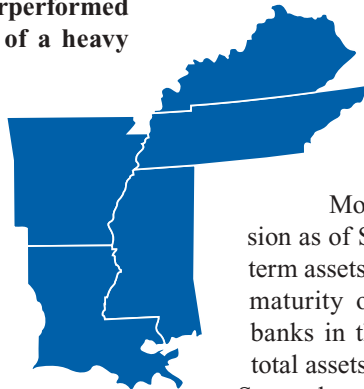 rperformed
of a heavy
Mo
sion as of S
term assets
maturity o
banks in t
total assets